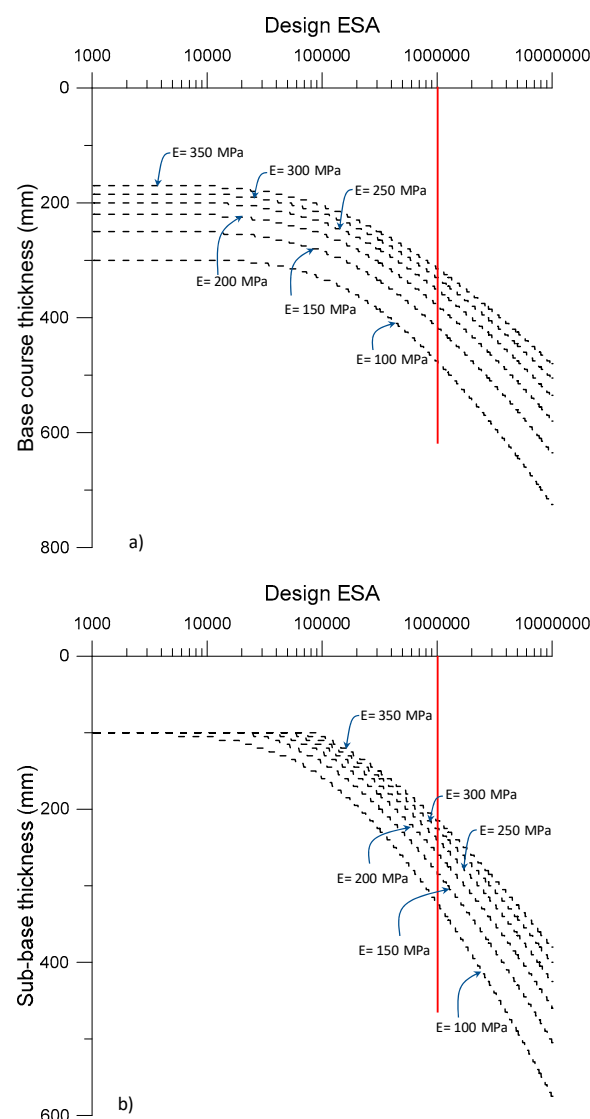 Design ESA
1000 10000 100000 1000000 10000000
0
200
400
600
800
Base course thickness (mm)
E= 350 MPa
E= 300 MPa
E= 250 MPa
E= 200 MPa
E= 150 MPa
E= 100 MPa
a)
Design ESA
1000 10000 100000 1000000 10000000
0
200
400
600
Sub-base thickness (mm)
E= 350 MPa
E= 300 MPa
E= 250 MPa
E= 200 MPa
E= 150 MPa
E= 100 MPa
b)